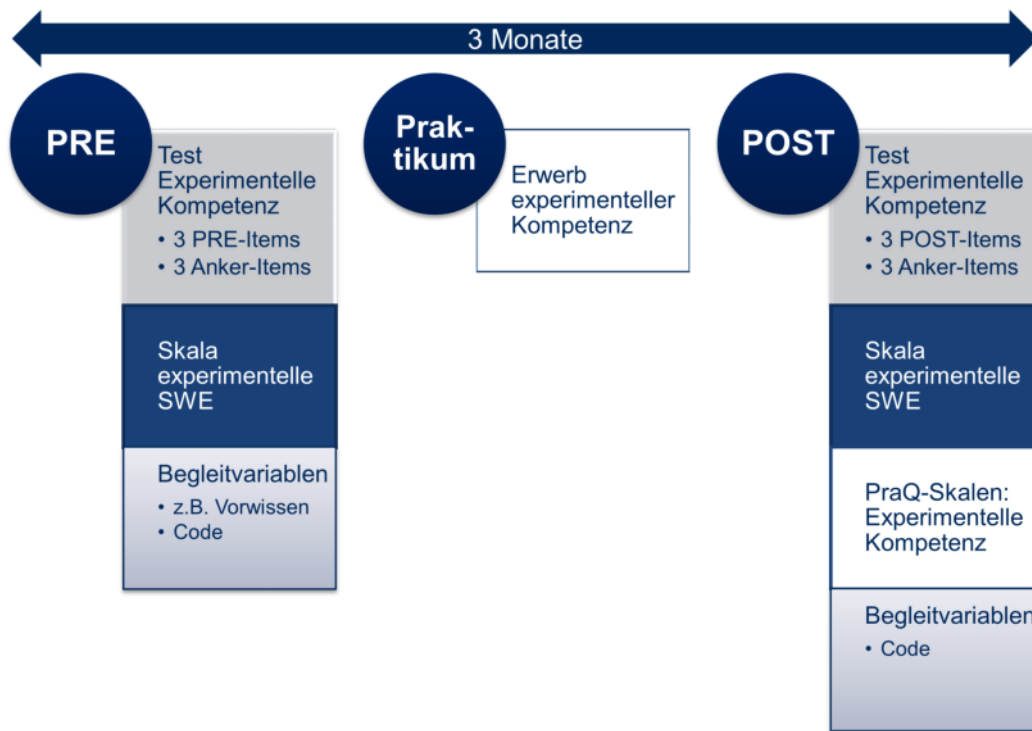 3 Monate
PRE
Test
Experimentelle
Kompetenz
• 3 PRE-Items
• 3 Anker-Items
Skala
experimentelle
SWE
Begleitvariablen
• z.B. Vorwissen
• Code
Prak-
tikum
Erwerb
experimenteller
Kompetenz
POST
Test
Experimentelle
Kompetenz
• 3 POST-Items
• 3 Anker-Items
Skala
experimentelle
SWE
PraQ-Skalen:
Experimentelle
Kompetenz
Begleitvariablen
• Code